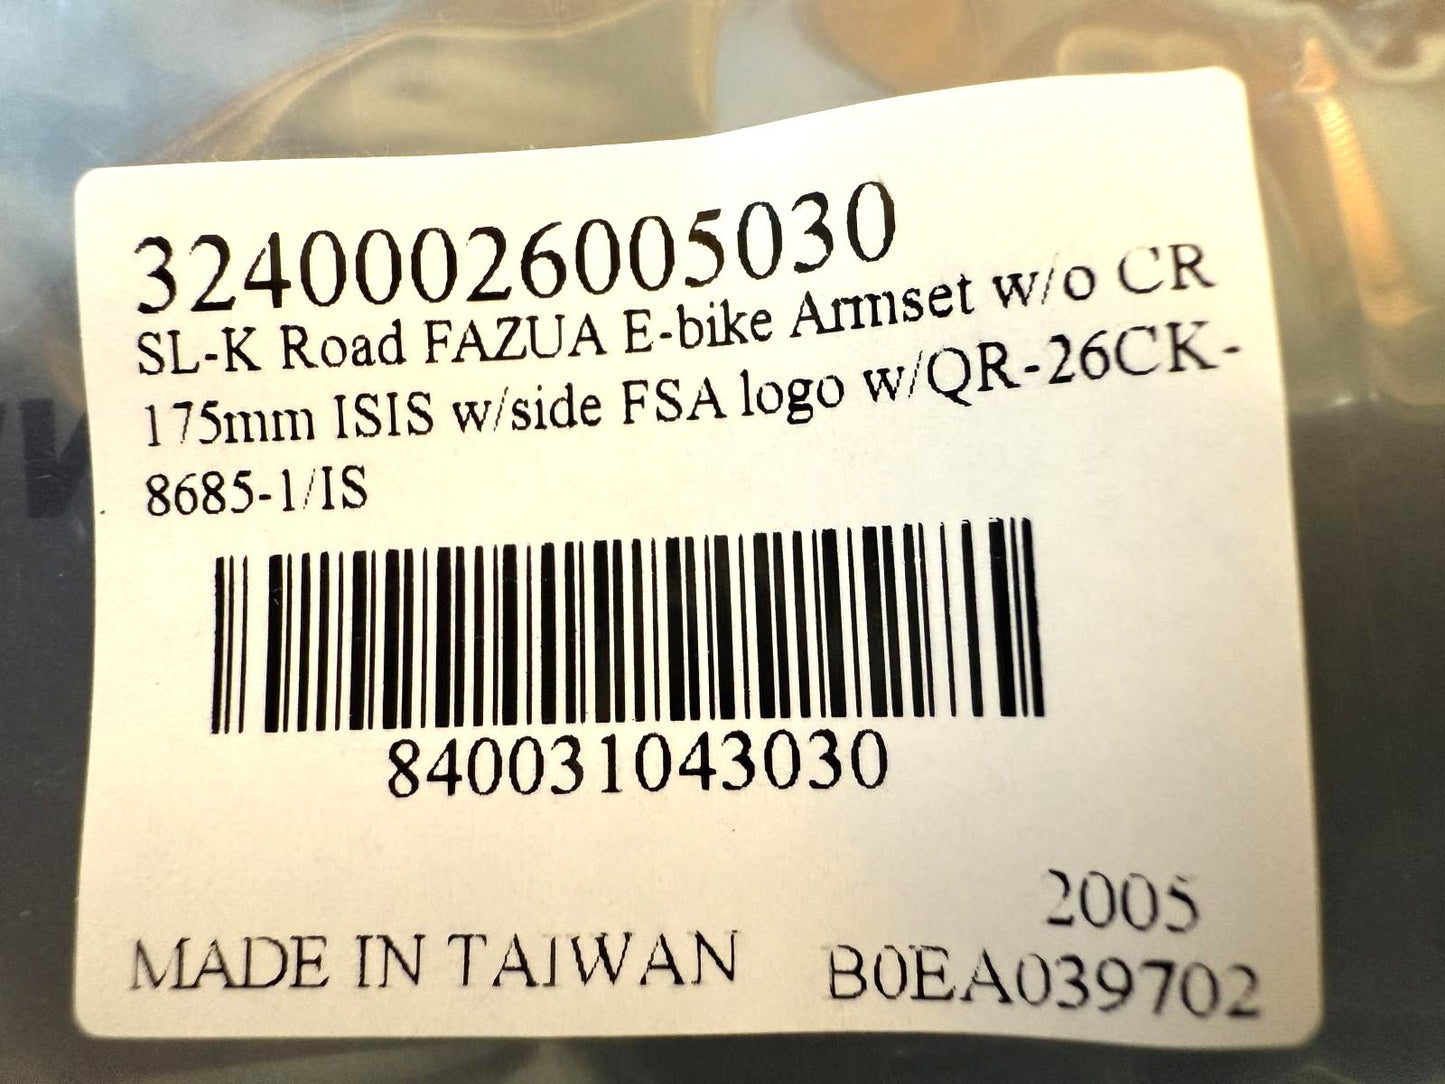 32400026005030
SL-K Road FAZUA E-bike Armset w/o CR
175mm ISIS w/side FSA logo w/QR-26CK-
8685-1/IS
840031043030
2005
MADE IN TAIWAN B0EA039702